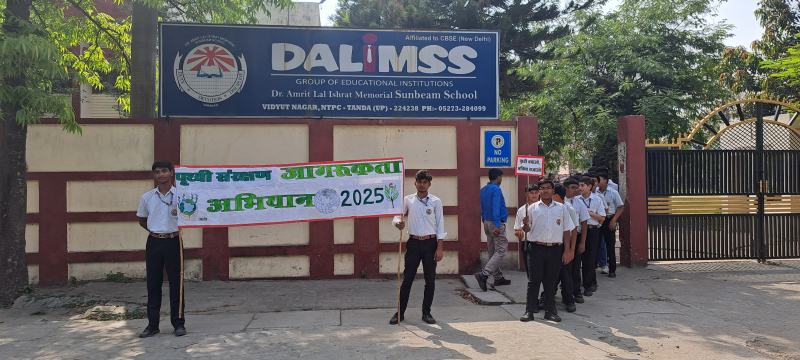 Affiliated to CBSE (New Delhi)
DALIMSS
GROUP OF EDUCATIONAL INSTITUTIONS
Dr. Amrit Lal Ishrat Memorial Sunbeam School
VIDYUT NAGAR, NTPC - TANDA (UP) - 224238 PH:- 05273-284099
P
NO
PARKING
पृथ्वी संरक्षण जागरूकता
अभियान 2025